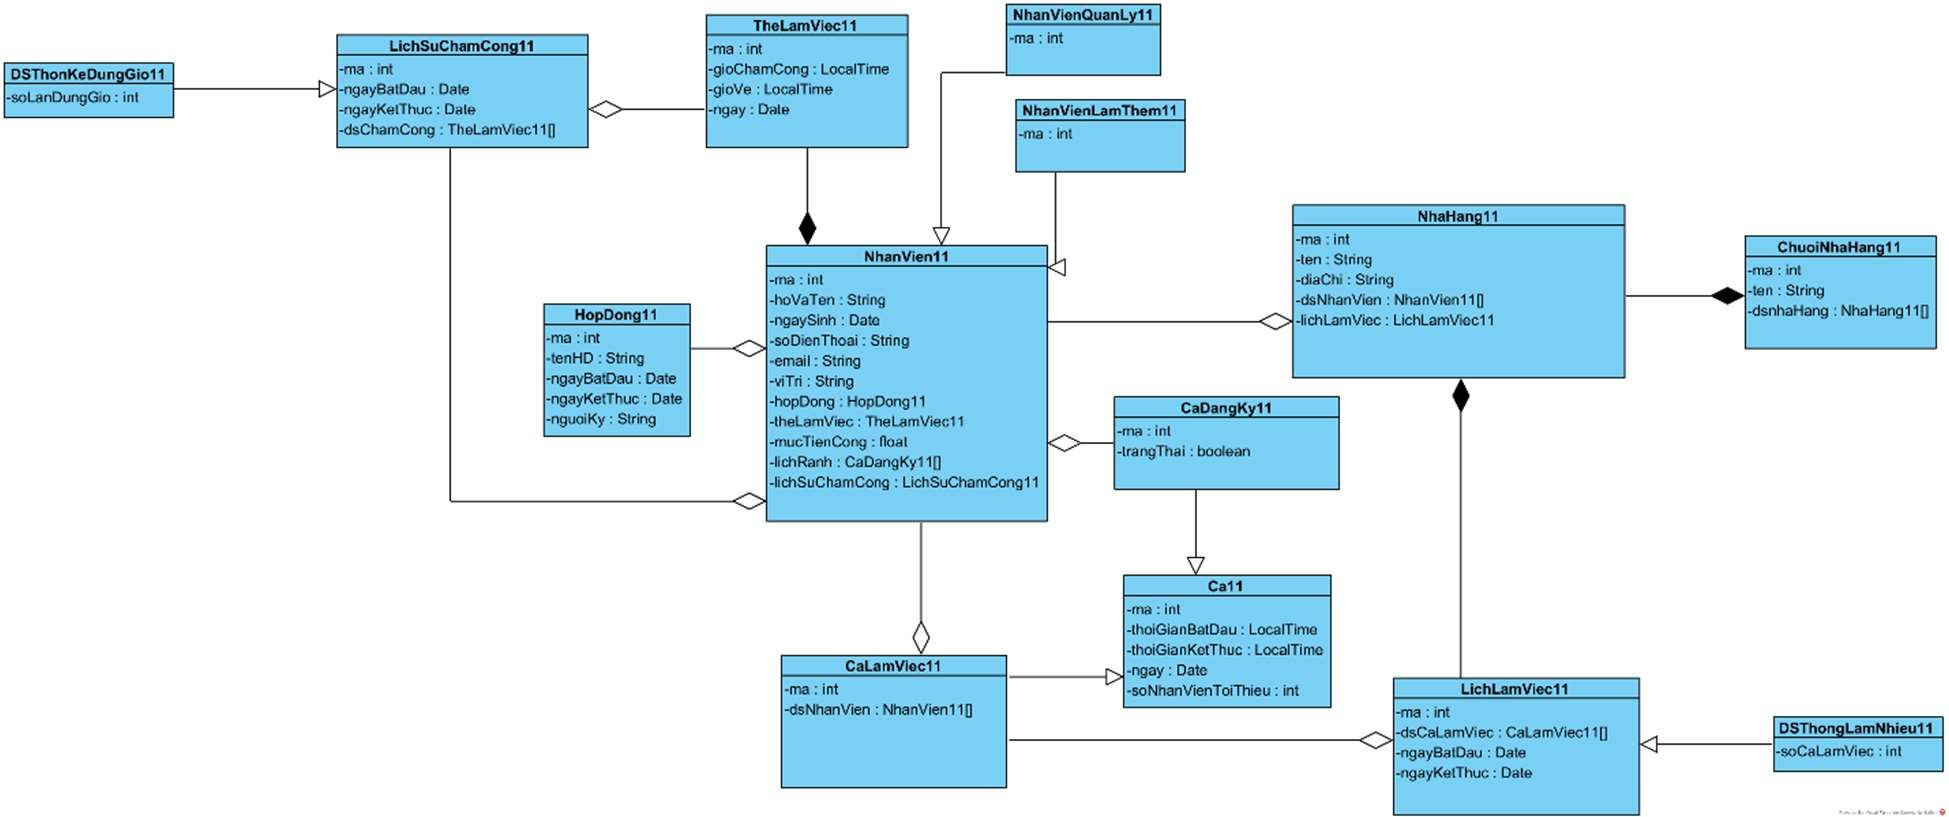 DSThonKeDungGio11
-soLanDungGio : int
LichSuChamCong11
-ma : int
-ngayBatDau : Date
-ngayKetThuc : Date
-dsChamCong : TheLamViec11[]
TheLamViec11
-ma : int
-gioChamCong : LocalTime
-gioVe : LocalTime
-ngay : Date
NhanVienQuanLy11
-ma : int
NhanVienLamThem11
-ma : int
NhanVien11
-ma : int
-hoVaTen : String
-ngaySinh : Date
-soDienThoai : String
-email : String
-viTri : String
-hopDong : HopDong11
-theLamViec : TheLamViec11
-mucTienCong : float
-lichRanh : CaDangKy11[]
-lichSuChamCong : LichSuChamCong11
HopDong11
-ma : int
-tenHD : String
-ngayBatDau : Date
-ngayKetThuc : Date
-nguoiKy : String
NhaHang11
-ma : int
-ten : String
-diaChi : String
-dsNhanVien : NhanVien11[]
-lichLamViec : LichLamViec11
ChuoiNhaHang11
-ma : int
-ten : String
-dsnhaHang : NhaHang11[]
CaDangKy11
-ma : int
-trangThai : boolean
Ca11
-ma : int
-thoiGianBatDau : LocalTime
-thoiGianKetThuc : LocalTime
-ngay : Date
-soNhanVienToiThieu : int
CaLamViec11
-ma : int
-dsNhanVien : NhanVien11[]
LichLamViec11
-ma : int
-dsCaLamViec : CaLamViec11[]
-ngayBatDau : Date
-ngayKetThuc : Date
DSThongLamNhieu11
-soCaLamViec : int